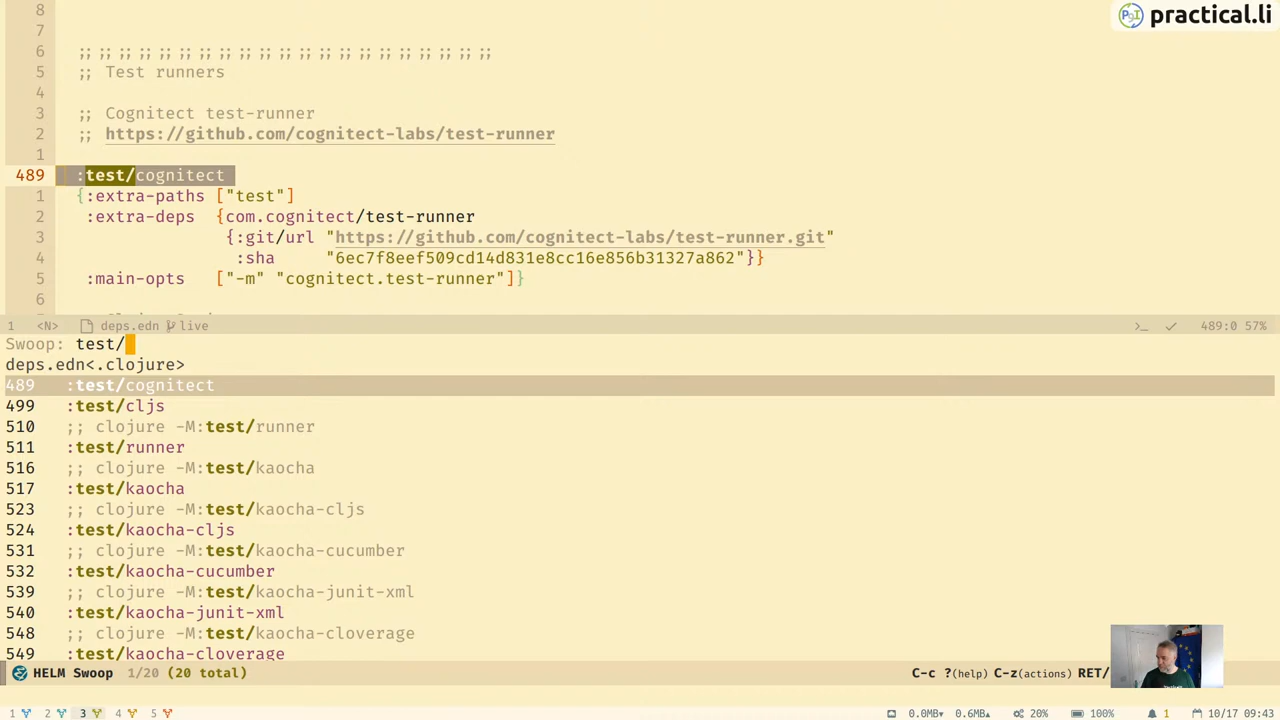 practical.li
8
7
6 ;; ;; ;; ;; ;; ;; ;; ;; ;; ;; ;; ;; ;; ;; ;; ;; ;; ;; ;; ;; ;;
5 ;; Test runners
4
3 ;; Cognitect test-runner
2 ;; https://github.com/cognitect-labs/test-runner
1
489 :test/cognitect
1 {:extra-paths ["test"]
2 :extra-deps {com.cognitect/test-runner
3 {:git/url "https://github.com/cognitect-labs/test-runner.git"
4 :sha "6ec7f8eef509cd14d831e8cc16e856b31327a862"}}
5 :main-opts ["-m" "cognitect.test-runner"]}
6
1 <N> deps.edn live 489:0 57%
Swoop: test/
deps.edn<.clojure>
489 :test/cognitect
499 :test/cljs
510 ;; clojure -M:test/runner
511 :test/runner
516 ;; clojure -M:test/kaocha
517 :test/kaocha
523 ;; clojure -M:test/kaocha-cljs
524 :test/kaocha-cljs
531 ;; clojure -M:test/kaocha-cucumber
532 :test/kaocha-cucumber
539 ;; clojure -M:test/kaocha-junit-xml
540 :test/kaocha-junit-xml
548 ;; clojure -M:test/kaocha-cloverage
549 :test/kaocha-cloverage
HELM Swoop 1/20 (20 total) C-c ?(help) C-z(actions) RET/
1 2 3 4 5 0.0MB 0.6MB 20% 100% 1 10/17 09:43